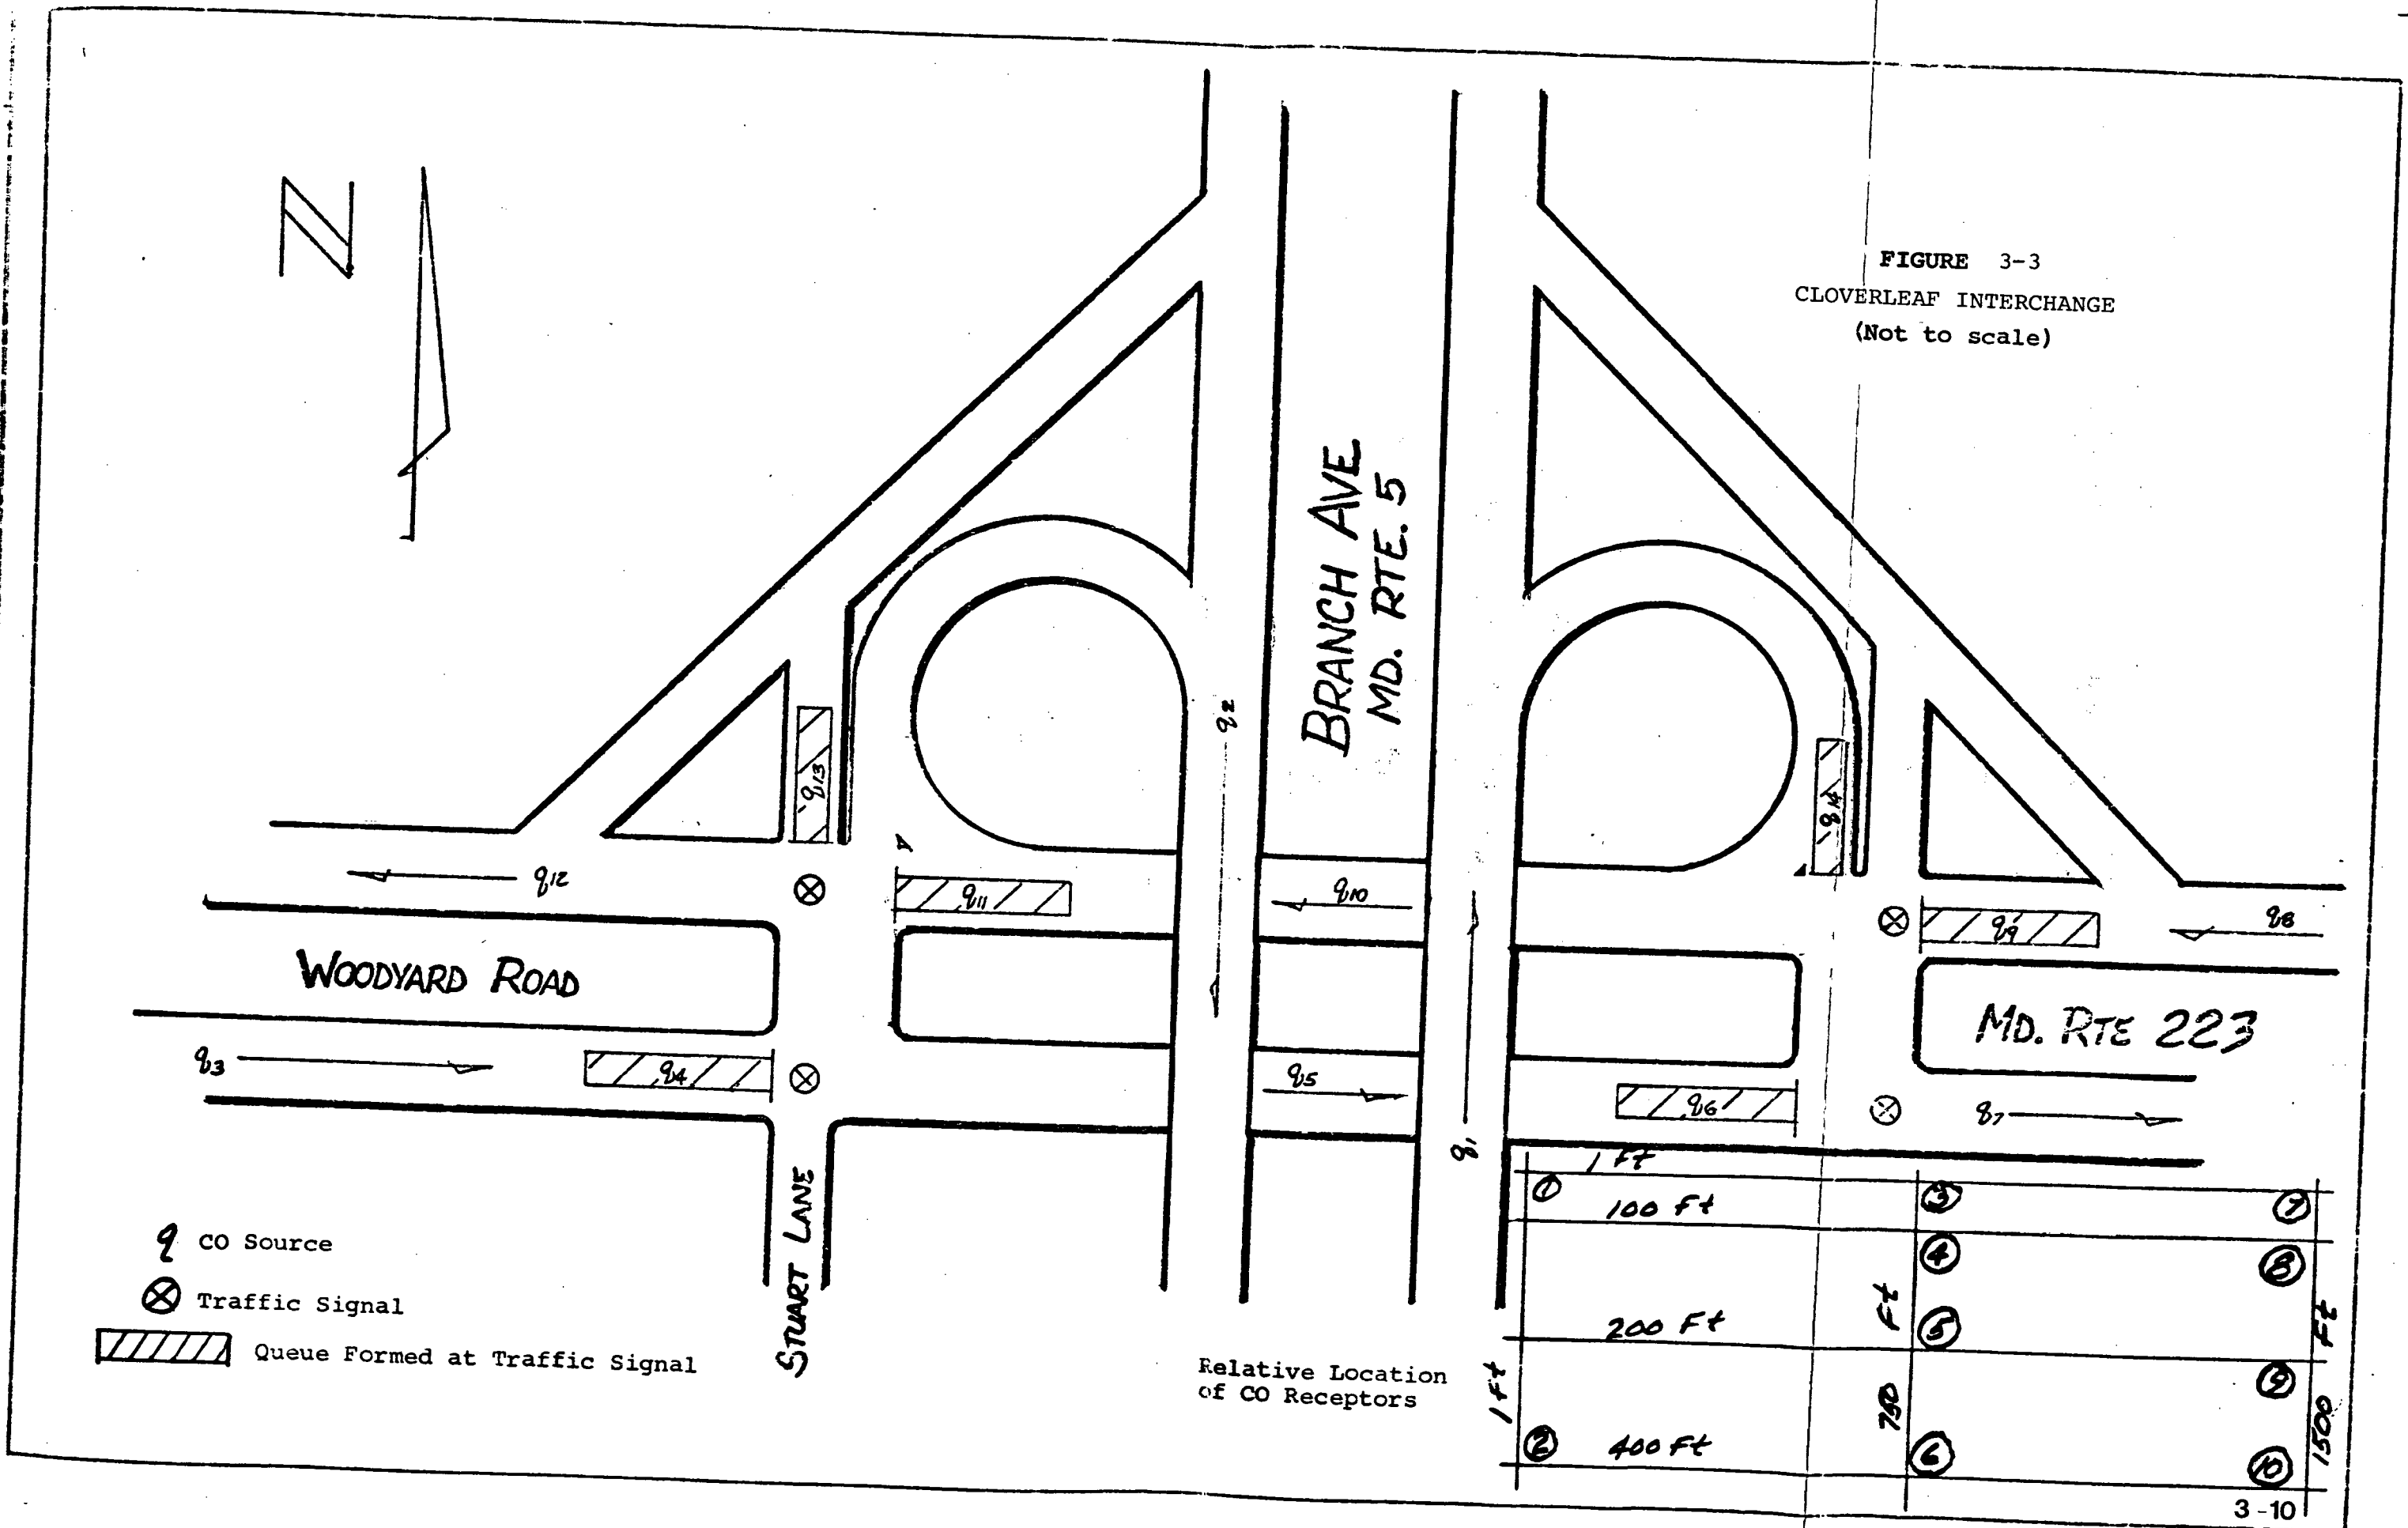 N
FIGURE 3-3
CLOVERLEAF INTERCHANGE
(Not to scale)
BRANCH AVE
MD. RTE. 5
q2
q13
q14
q12
q11
q10
q9
q8
WOODYARD ROAD
MD. RTE 223
q3
q4
q5
q6
q7
q1
STUART LANE
q CO Source
Traffic Signal
Queue Formed at Traffic Signal
Relative Location
of CO Receptors
1 ft
1 3 7
100 Ft
4 8
200 Ft
5
9
2 400 Ft 6 10
1 ft
750 Ft
1500 Ft
3-10